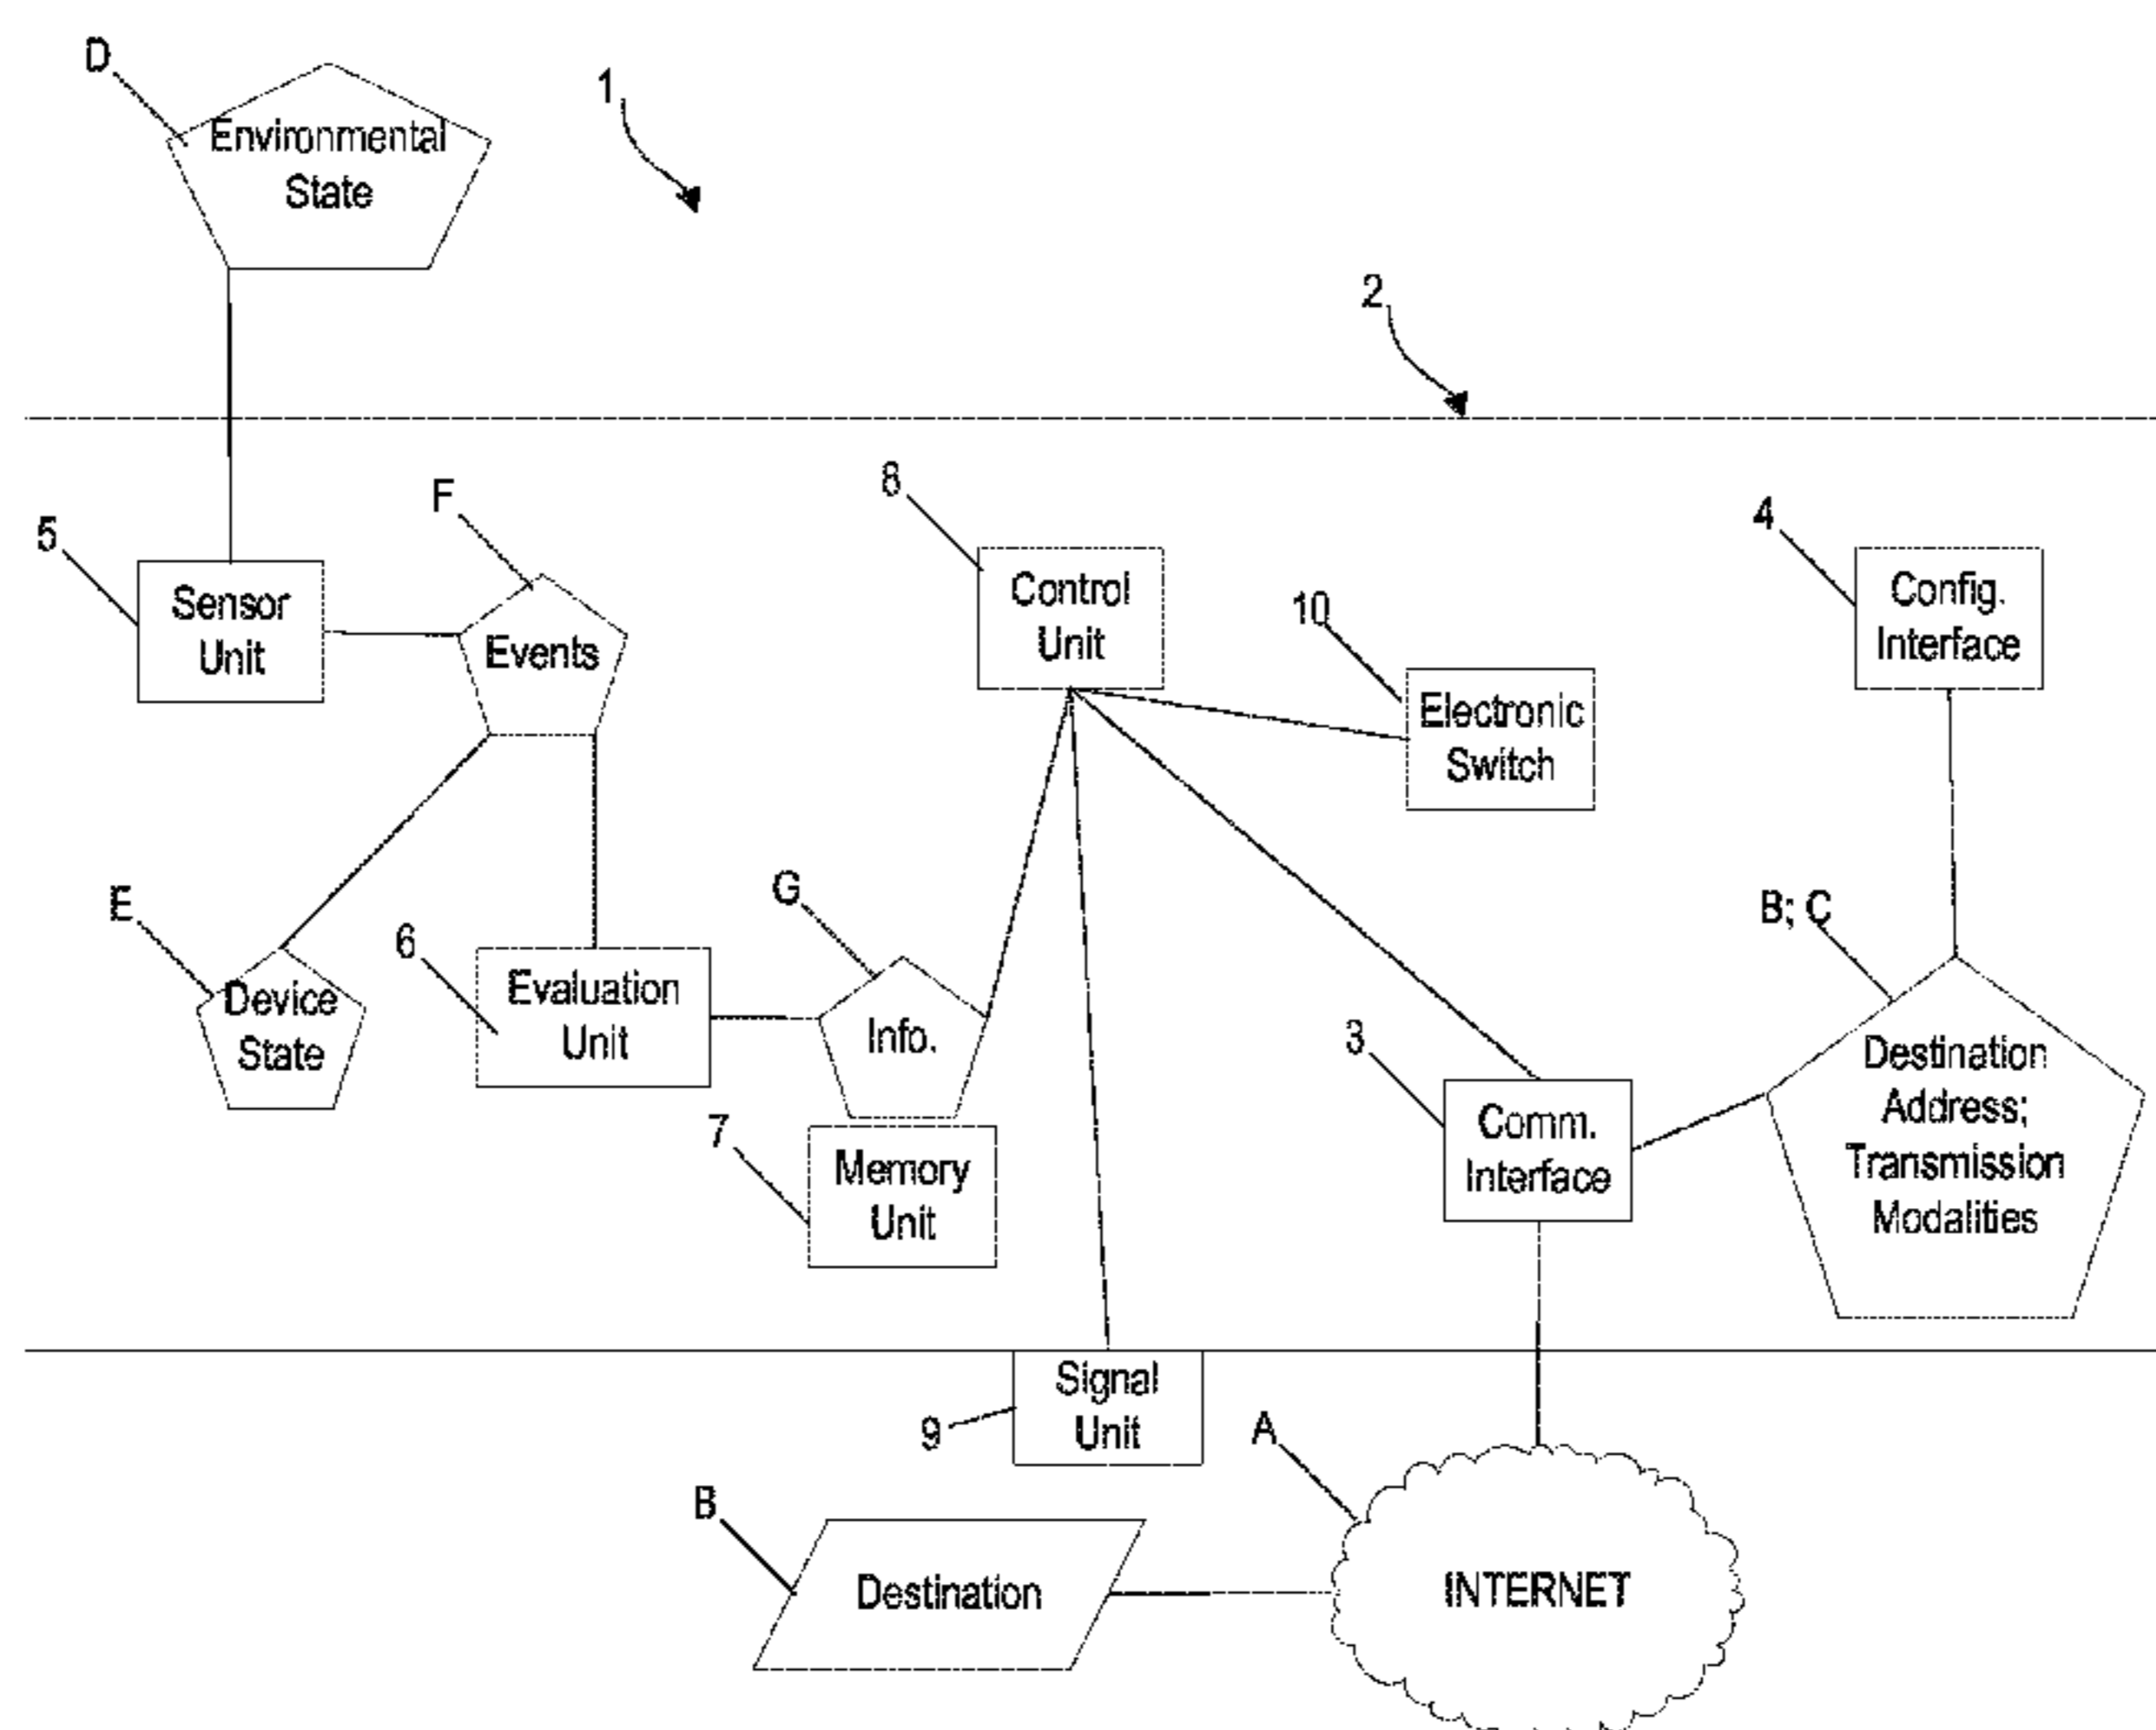 D
1
Environmental
State
2
F
8
4
5
Sensor
Unit
Events
Control
Unit
10
Config.
Interface
Electronic
Switch
E
6
G
B; C
Device
State
Evaluation
Unit
Info.
3
Destination
Address;
Transmission
Modalities
7
Memory
Unit
Comm.
Interface
Signal
Unit
9
A
B
Destination
INTERNET